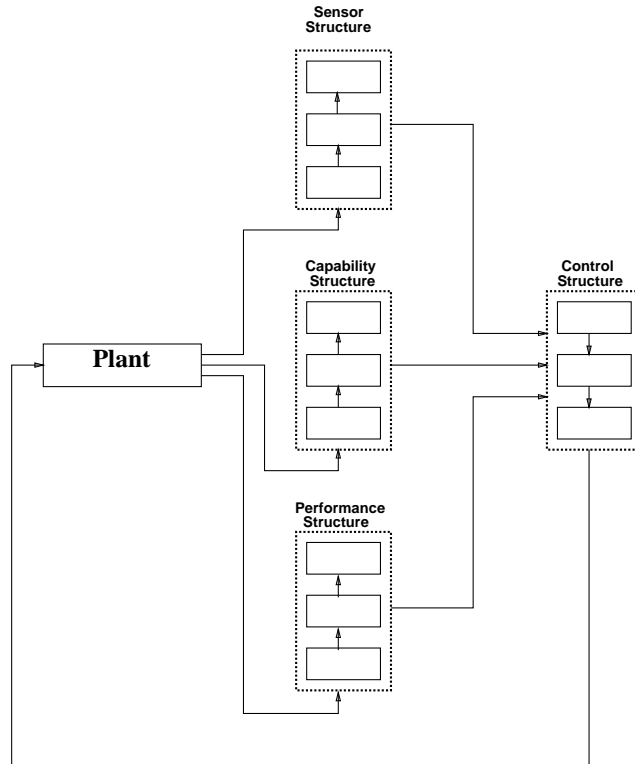 Sensor
Structure
Capability
Structure
Control
Structure
Plant
Performance
Structure